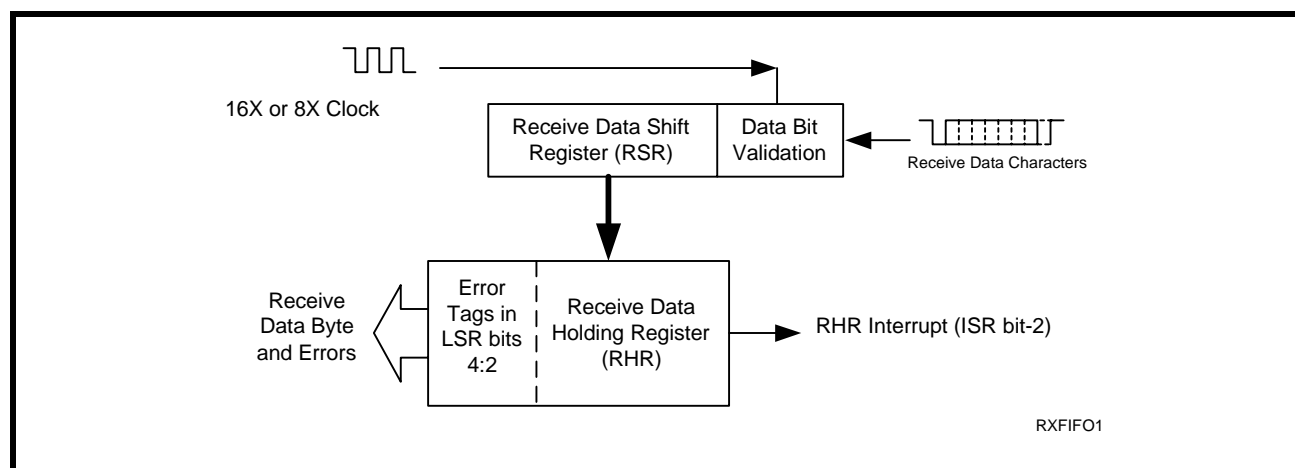 16X or 8X Clock
Receive Data Shift
Register (RSR)
Data Bit
Validation
Receive Data Characters
Receive
Data Byte
and Errors
Error
Tags in
LSR bits
4:2
Receive Data
Holding Register
(RHR)
RHR Interrupt (ISR bit-2)
RXFIFO1